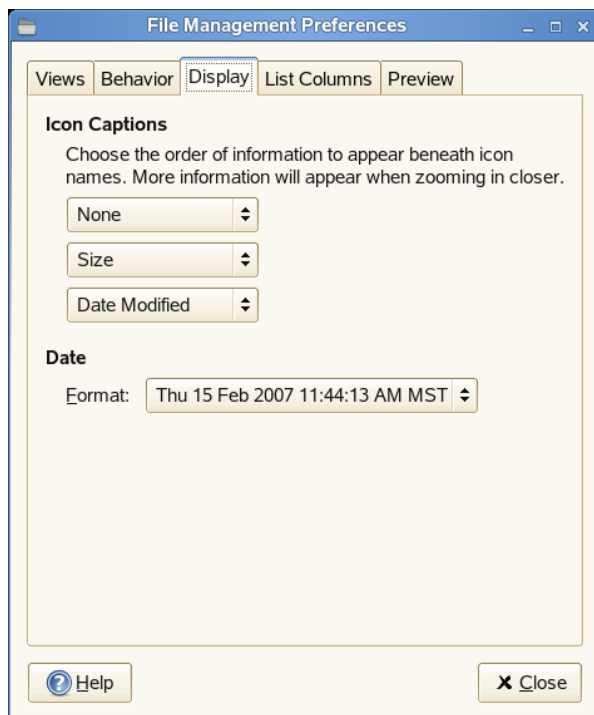 File Management Preferences
Views Behavior Display List Columns Preview
Icon Captions
Choose the order of information to appear beneath icon
names. More information will appear when zooming in closer.
None
Size
Date Modified
Date
Format: Thu 15 Feb 2007 11:44:13 AM MST
Help Close